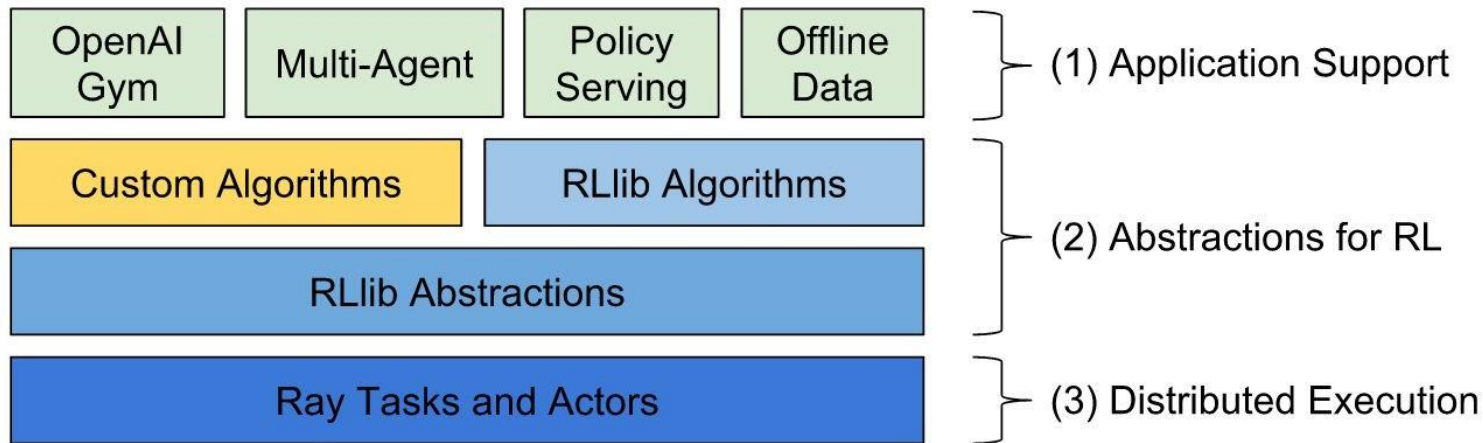 OpenAI
Gym
Multi-Agent
Policy
Serving
Offline
Data
(1) Application Support
Custom Algorithms
RLlib Algorithms
(2) Abstractions for RL
RLlib Abstractions
Ray Tasks and Actors
(3) Distributed Execution